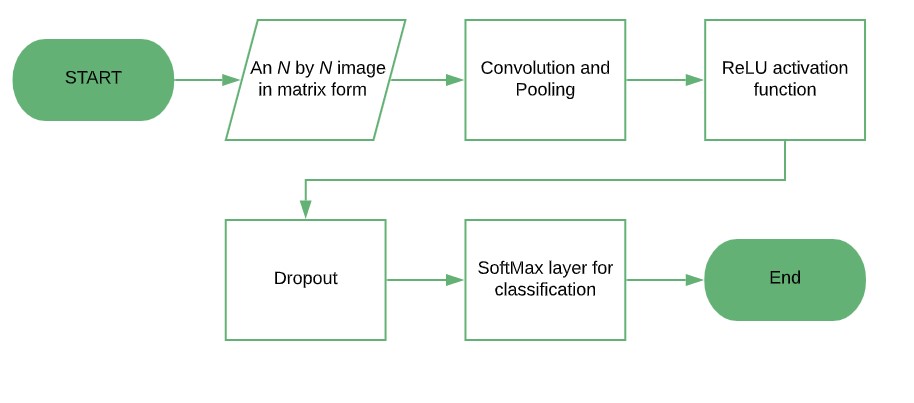 START
An N by N image
in matrix form
Convolution and
Pooling
ReLU activation
function
Dropout
SoftMax layer for
classification
End